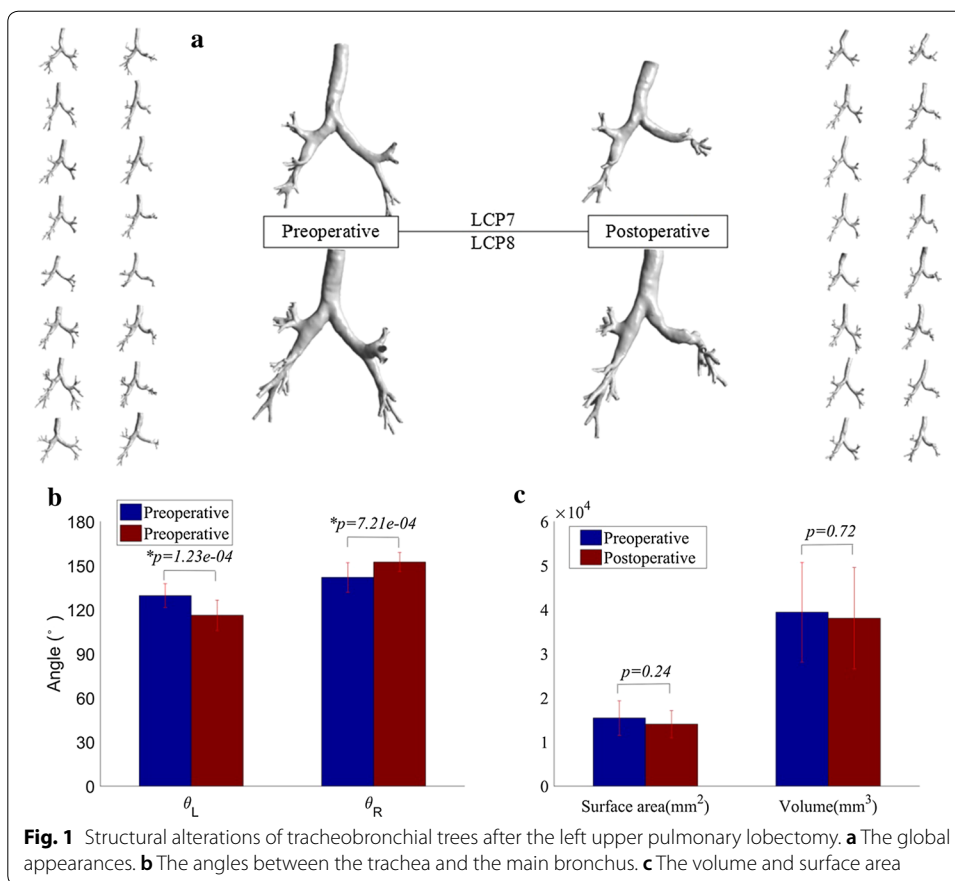 a
LCP7
Preoperative
Postoperative
LCP8
b
Preoperative
Preoperative
*p=1.23e-04
*p=7.21e-04
180
150
120
90
60
30
0
Angle (°)
θL
θR
c
×10⁴
Preoperative
Postoperative
p=0.72
p=0.24
6
5
4
3
2
1
0
Surface area(mm²)
Volume(mm³)
Fig. 1 Structural alterations of tracheobronchial trees after the left upper pulmonary lobectomy. a The global
appearances. b The angles between the trachea and the main bronchus. c The volume and surface area